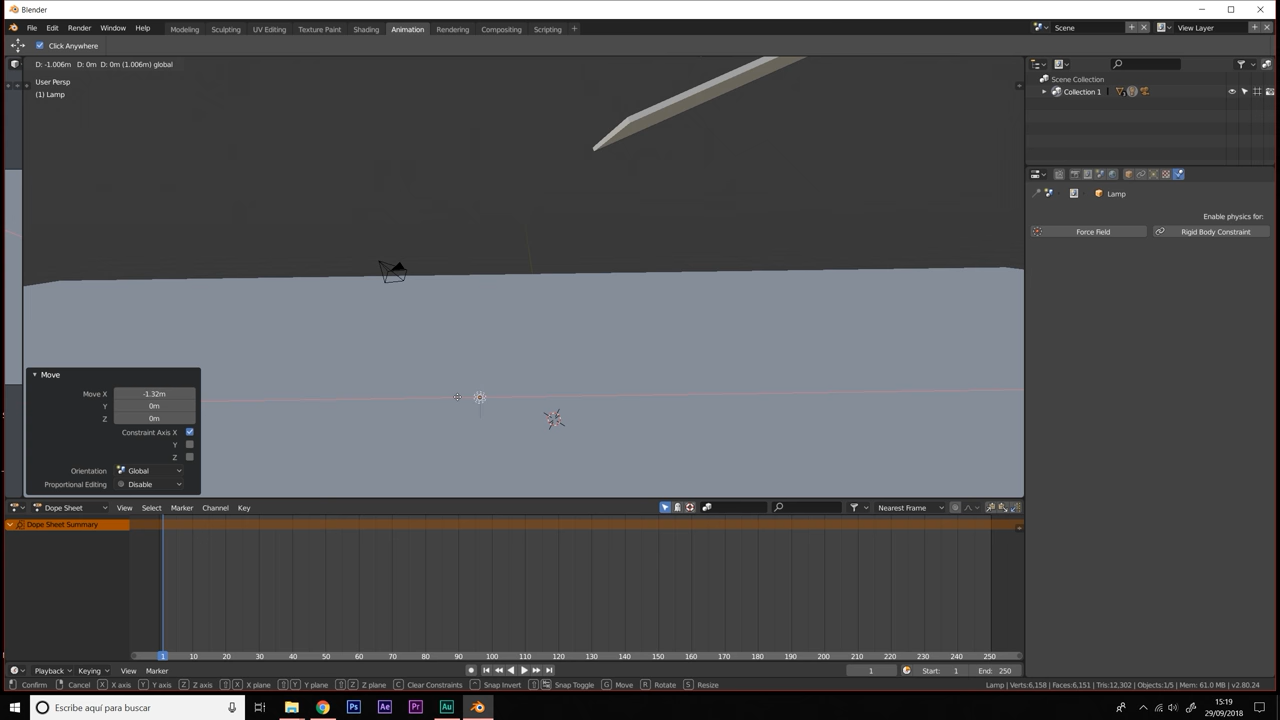 Blender
File Edit Render Window Help Modeling Sculpting UV Editing Texture Paint Shading Animation Rendering Compositing Scripting + Scene View Layer
Click Anywhere
D: -1.006m D: 0m D: 0m (1.006m) global
User Persp
(1) Lamp
Scene Collection
Collection 1
Lamp
Enable physics for:
Force Field Rigid Body Constraint
Move
Move X -1.32m
Y 0m
Z 0m
Constraint Axis X
Y
Z
Orientation Global
Proportional Editing Disable
Dope Sheet View Select Marker Channel Key Nearest Frame
Dope Sheet Summary
1 10 20 30 40 50 60 70 80 90 100 110 120 130 140 150 160 170 180 190 200 210 220 230 240 250
Playback Keying View Marker 1 Start: 1 End: 250
Confirm Cancel X X axis Y Y axis Z Z axis X X plane Y Y plane Z Z plane C Clear Constraints Snap Invert Snap Toggle G Move R Rotate S Resize Lamp | Verts:6,158 | Faces:6,151 | Tris:12,302 | Objects:1/5 | Mem: 61.0 MB | v2.80.24
Escribe aquí para buscar Ps Ae Pr Au 15:19
29/09/2018